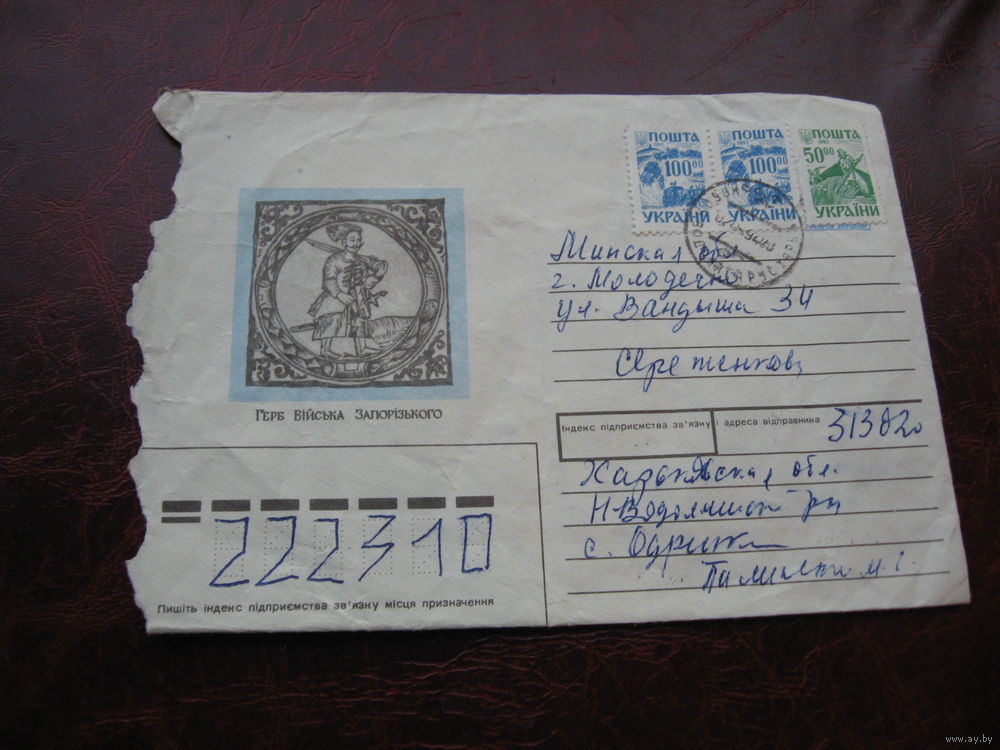 ПОШТА ПОШТА ПОШТА
1993
100.00 100.00 50.00
УКРАЇНИ УКРАЇНИ УКРАЇНИ
Минская обл
г. Молодечно
ул. Вандыша 34
Герб Війська Запорізького
Індекс підприємства зв'язку і адреса відправника 313820
Харьковская обл.
с. Одрынка
222310
Пишіть індекс підприємства зв'язку місця призначення
www.ay.by